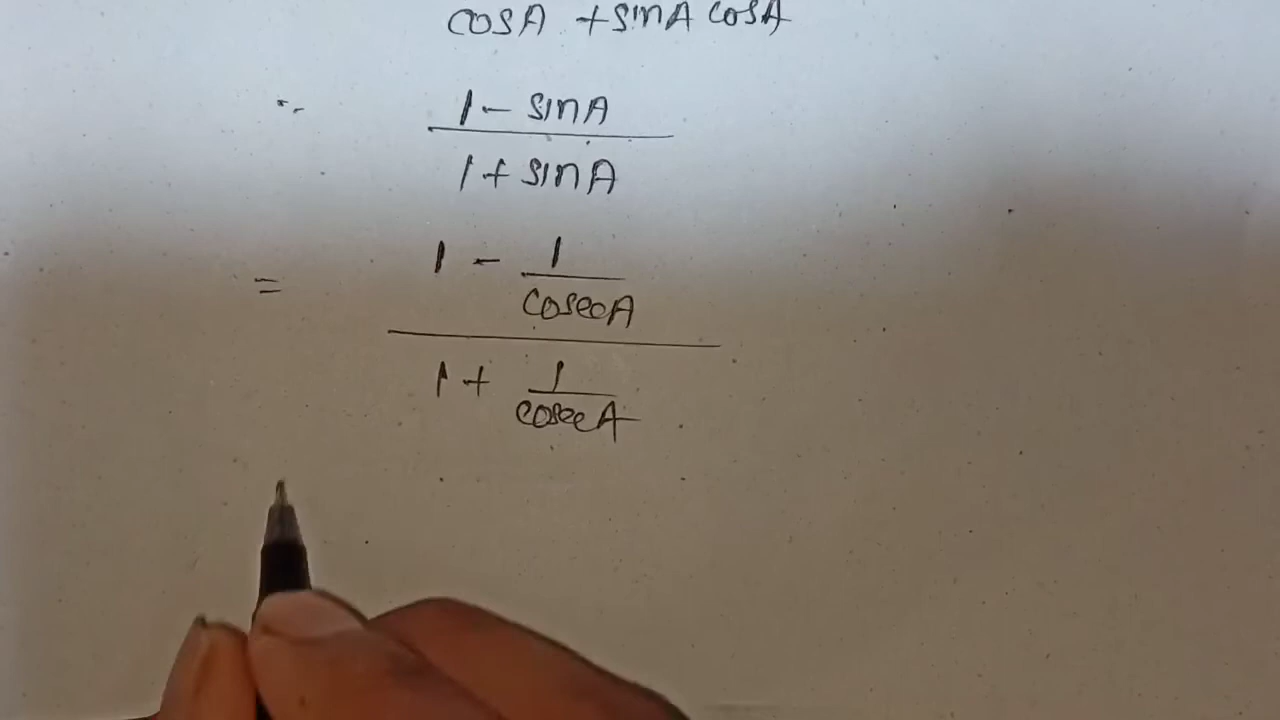 cosA + sinA cosA
1 - sinA
1 + sinA
1 - 1
cosecA
=
1 + 1
cosecA